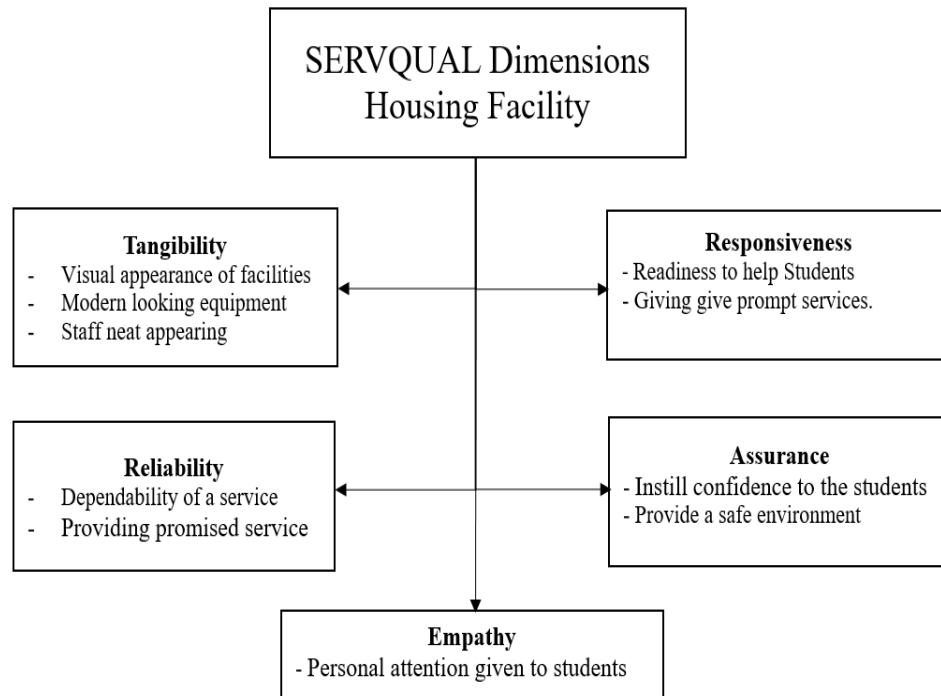 SERVQUAL Dimensions
Housing Facility
Tangibility
- Visual appearance of facilities
- Modern looking equipment
- Staff neat appearing
Responsiveness
- Readiness to help Students
- Giving give prompt services.
Reliability
- Dependability of a service
- Providing promised service
Assurance
- Instill confidence to the students
- Provide a safe environment
Empathy
- Personal attention given to students